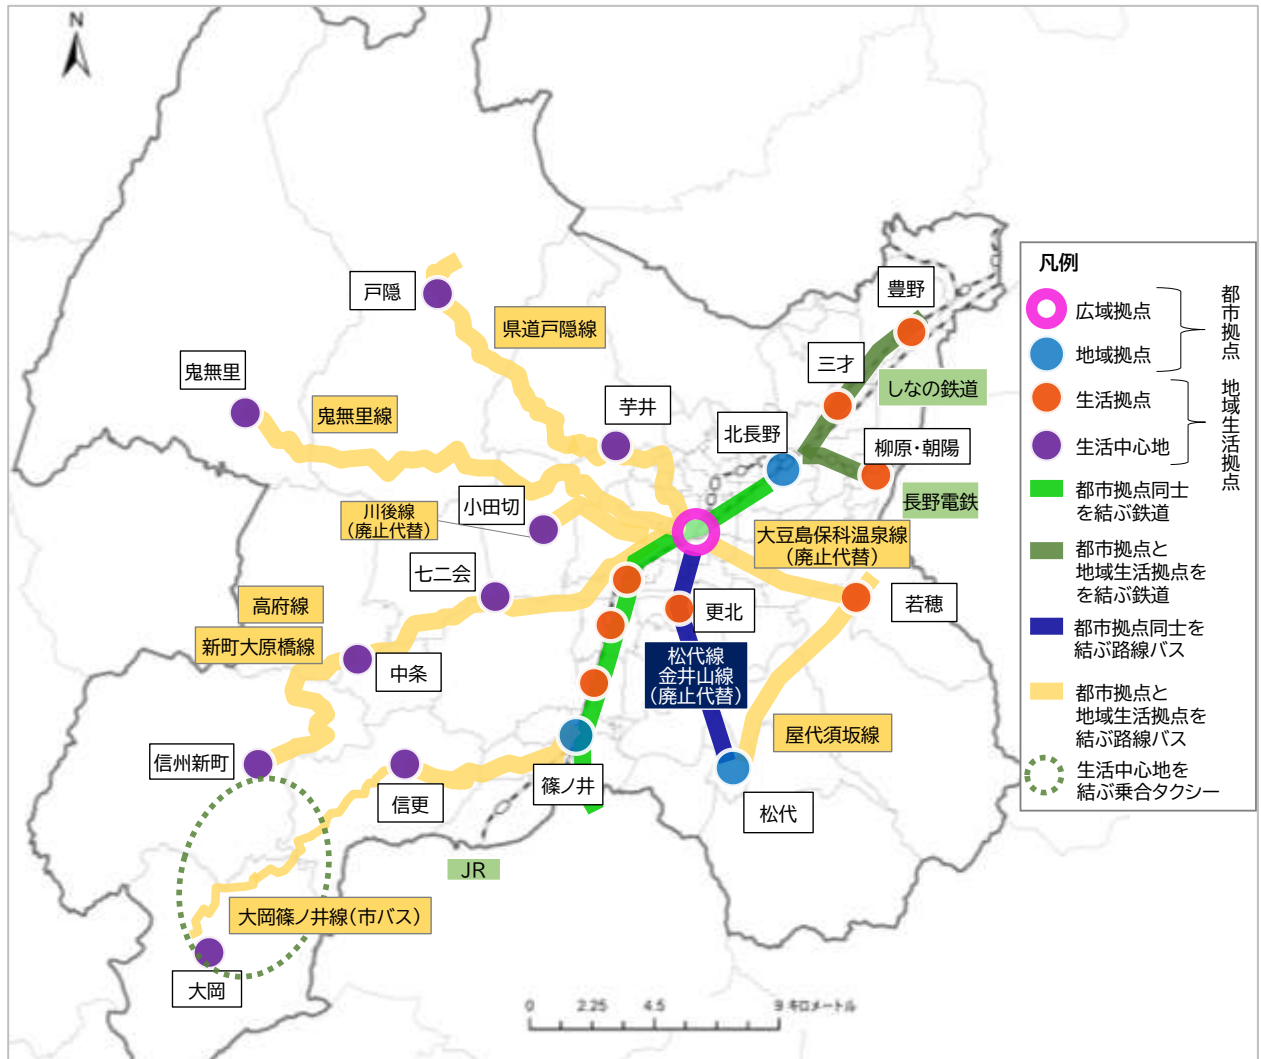 N
戸隠
県道戸隠線
鬼無里
鬼無里線
芋井
豊野
三才
しなの鉄道
北長野
柳原・朝陽
長野電鉄
川後線
（廃止代替）
小田切
大豆島保科温泉線
（廃止代替）
七二会
高府線
新町大原橋線
中条
更北
若穂
松代線
金井山線
（廃止代替）
屋代須坂線
信州新町
信更
篠ノ井
松代
JR
大岡篠ノ井線（市バス）
大岡
0 2.25 4.5 9 キロメートル
凡例
広域拠点
地域拠点
都市拠点
生活拠点
生活中心地
地域生活拠点
都市拠点同士
を結ぶ鉄道
都市拠点と
地域生活拠点を
を結ぶ鉄道
都市拠点同士を
結ぶ路線バス
都市拠点と
地域生活拠点を
結ぶ路線バス
生活中心地を
結ぶ乗合タクシー